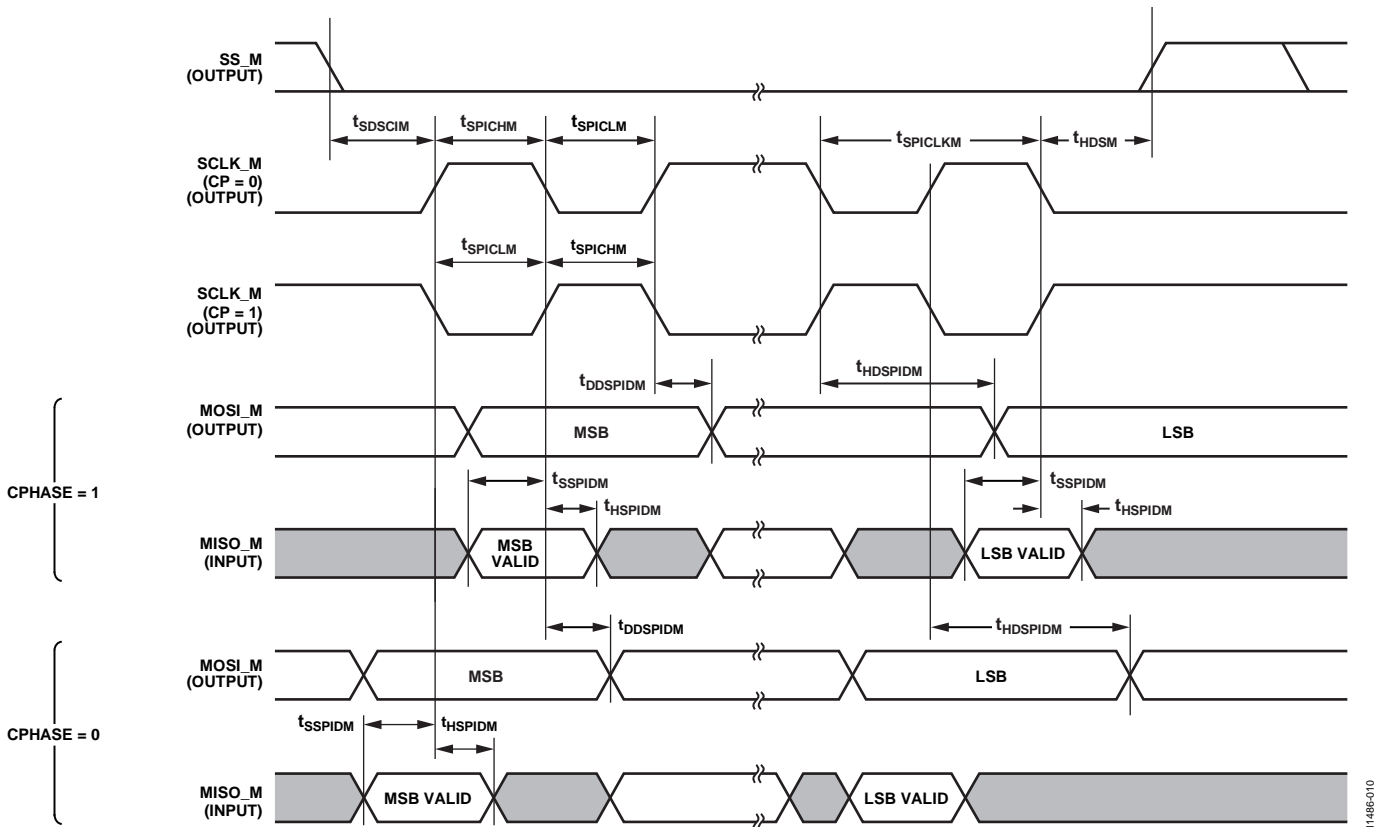 SS_M
(OUTPUT)
tSDSCIM
tSPICHM
tSPICLM
tSPICLKM
tHDSM
SCLK_M
(CP = 0)
(OUTPUT)
tSPICLM
tSPICHM
SCLK_M
(CP = 1)
(OUTPUT)
tDDSPIDM
tHDSPIDM
CPHASE = 1
MOSI_M
(OUTPUT)
MSB
LSB
tSSPIDM
tHSPIDM
tSSPIDM
tHSPIDM
MISO_M
(INPUT)
MSB
VALID
LSB VALID
tDDSPIDM
tHDSPIDM
CPHASE = 0
MOSI_M
(OUTPUT)
MSB
LSB
tSSPIDM
tHSPIDM
MISO_M
(INPUT)
MSB VALID
LSB VALID